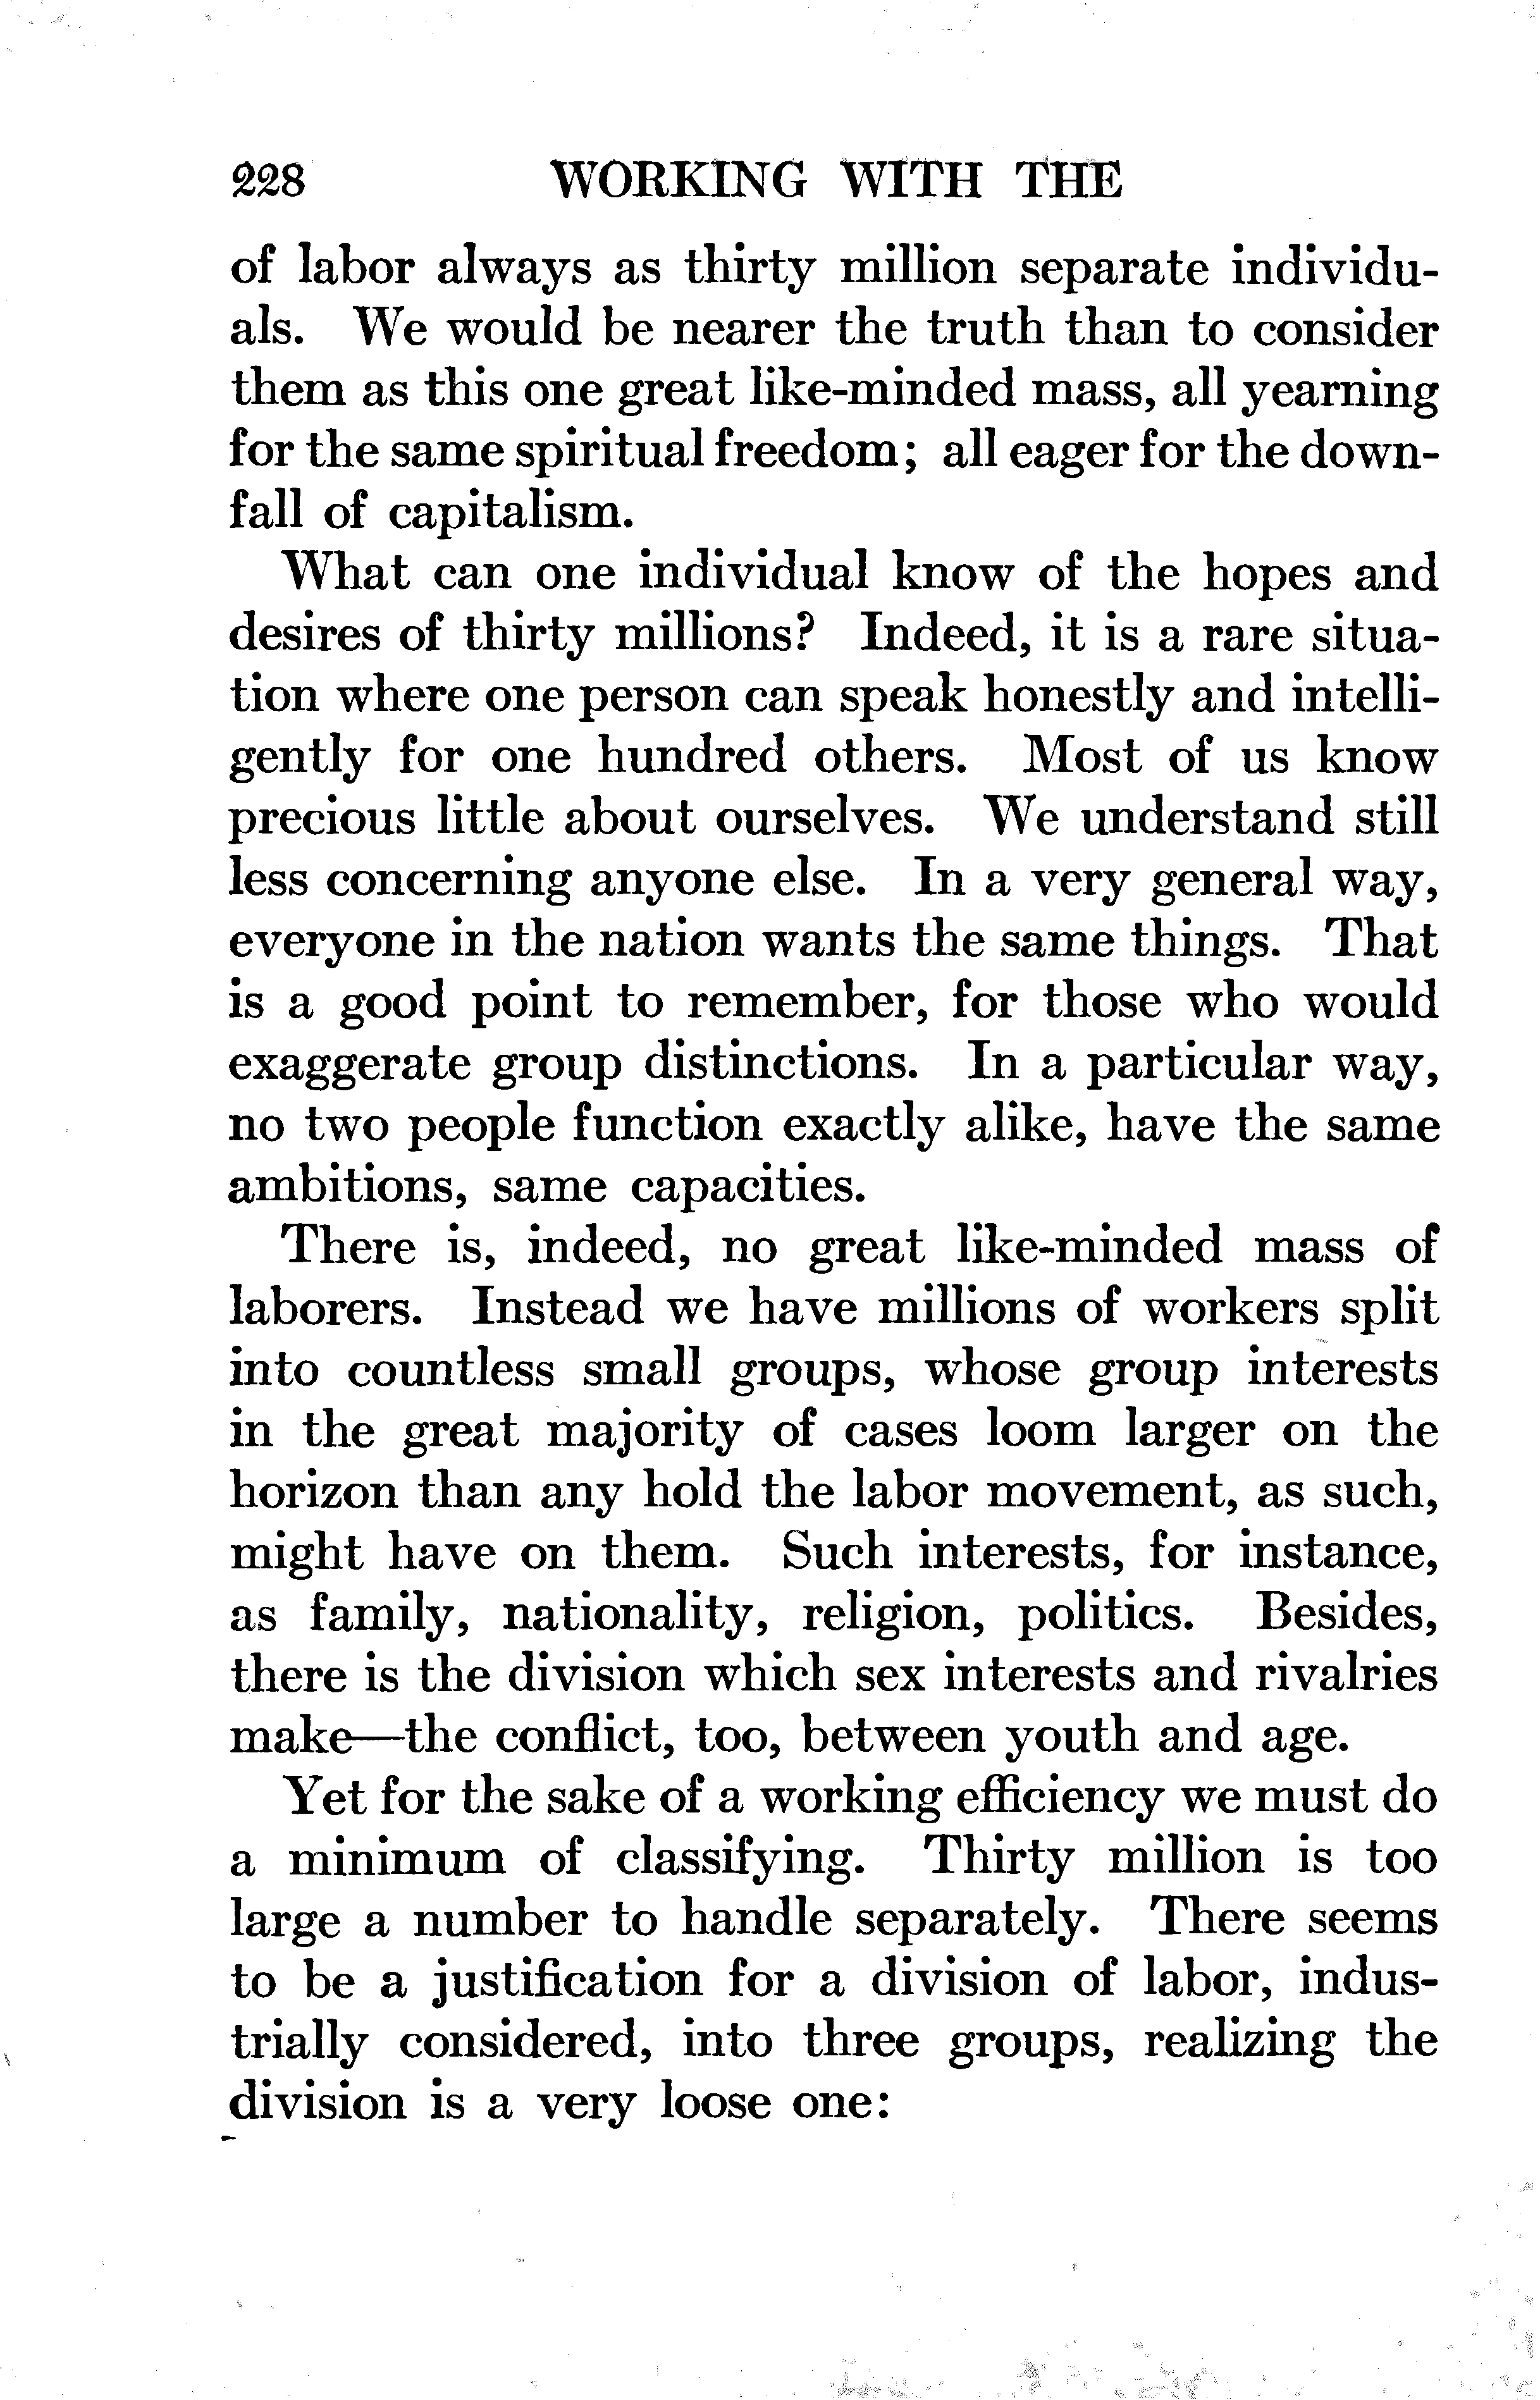 228 WORKING WITH THE
of labor always as thirty million separate individu-
als. We would be nearer the truth than to consider
them as this one great like-minded mass, all yearning
for the same spiritual freedom; all eager for the down-
fall of capitalism.
What can one individual know of the hopes and
desires of thirty millions? Indeed, it is a rare situa-
tion where one person can speak honestly and intelli-
gently for one hundred others. Most of us know
precious little about ourselves. We understand still
less concerning anyone else. In a very general way,
everyone in the nation wants the same things. That
is a good point to remember, for those who would
exaggerate group distinctions. In a particular way,
no two people function exactly alike, have the same
ambitions, same capacities.
There is, indeed, no great like-minded mass of
laborers. Instead we have millions of workers split
into countless small groups, whose group interests
in the great majority of cases loom larger on the
horizon than any hold the labor movement, as such,
might have on them. Such interests, for instance,
as family, nationality, religion, politics. Besides,
there is the division which sex interests and rivalries
make—the conflict, too, between youth and age.
Yet for the sake of a working efficiency we must do
a minimum of classifying. Thirty million is too
large a number to handle separately. There seems
to be a justification for a division of labor, indus-
trially considered, into three groups, realizing the
division is a very loose one: